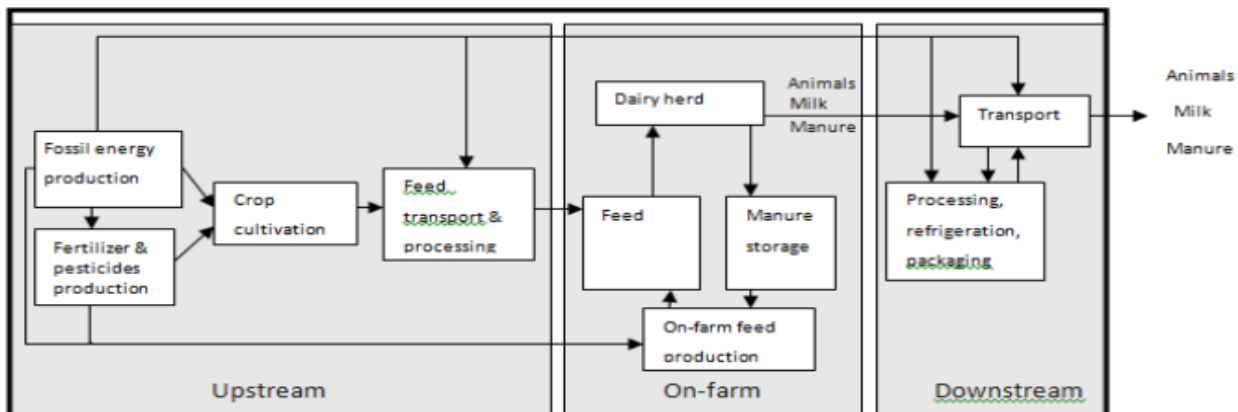 Fossil energy
production
Fertilizer &
pesticides
production
Crop
cultivation
Feed
transport &
processing
Upstream
Dairy herd
Animals
Milk
Manure
Feed
Manure
storage
On-farm feed
production
On-farm
Transport
Processing,
refrigeration,
packaging
Downstream
Animals
Milk
Manure